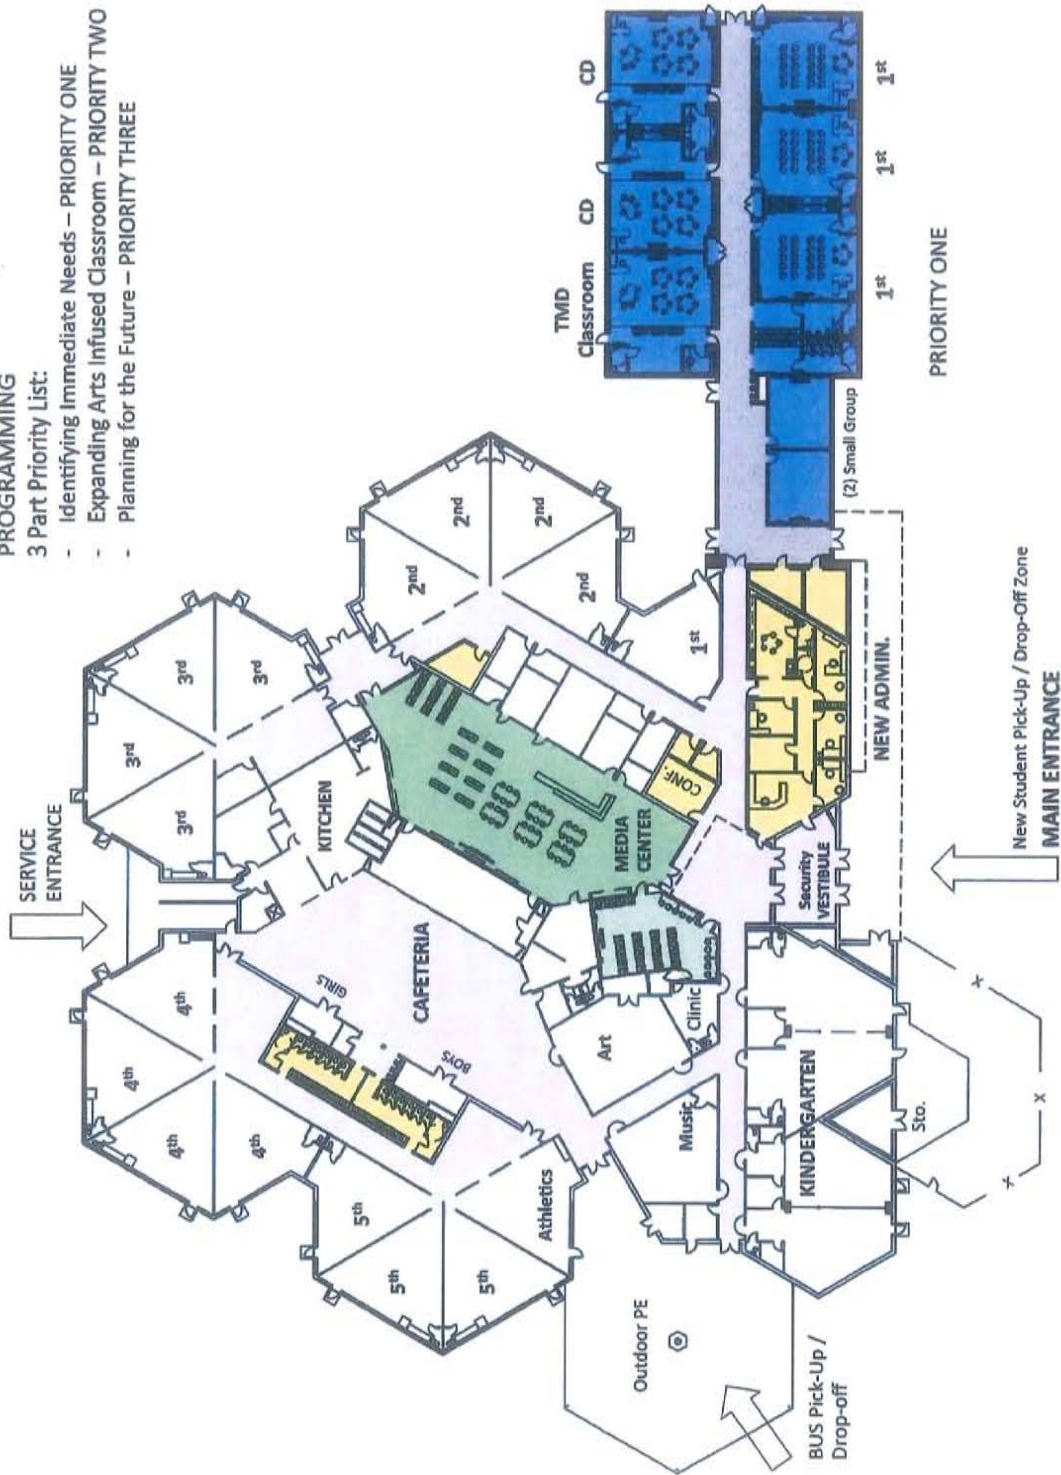 PROGRAMMING
3 Part Priority List:
- Identifying Immediate Needs – PRIORITY ONE
- Expanding Arts Infused Classroom – PRIORITY TWO
- Planning for the Future – PRIORITY THREE
SERVICE
ENTRANCE
4th
4th
4th
4th
3rd
3rd
3rd
3rd
5th
5th
5th
Athletics
GIRLS
BOYS
CAFETERIA
KITCHEN
2nd
2nd
2nd
2nd
1st
MEDIA
CENTER
CONF.
Art
Clinic
Music
Outdoor PE
BUS Pick-Up /
Drop-off
KINDERGARTEN
Sto.
x
x
x
Security
VESTIBULE
NEW ADMIN.
New Student Pick-Up / Drop-Off Zone
MAIN ENTRANCE
TMD
Classroom
CD
CD
(2) Small Group
1st
1st
1st
PRIORITY ONE